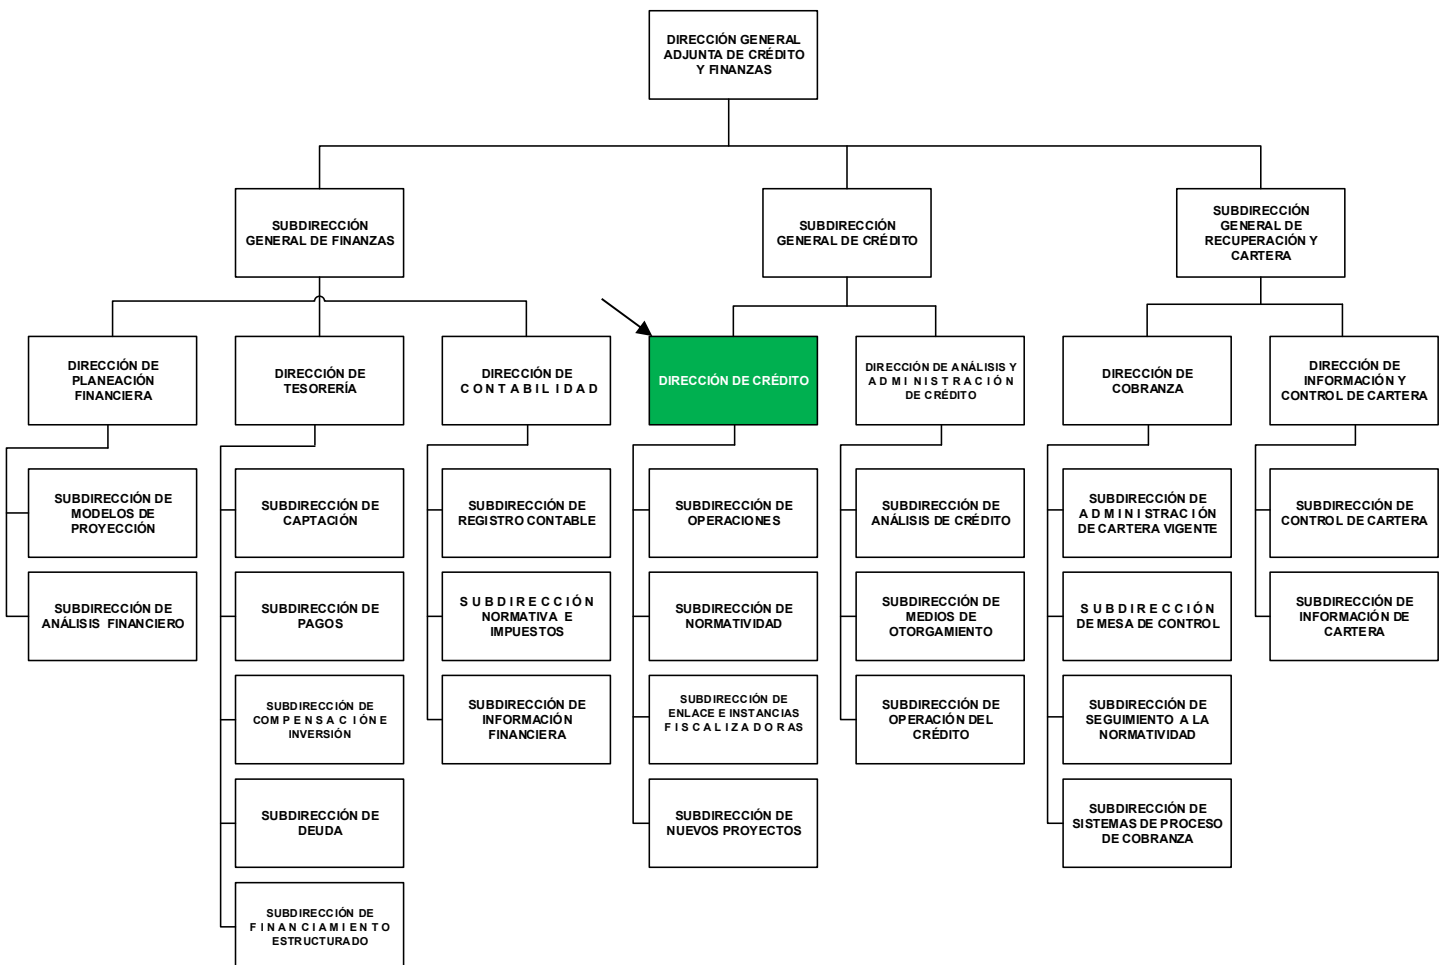 DIRECCIÓN GENERAL
ADJUNTA DE CRÉDITO
Y FINANZAS
SUBDIRECCIÓN
GENERAL DE FINANZAS
SUBDIRECCIÓN
GENERAL DE CRÉDITO
SUBDIRECCIÓN
GENERAL DE
RECUPERACIÓN Y
CARTERA
DIRECCIÓN DE
PLANEACIÓN
FINANCIERA
DIRECCIÓN DE
TESORERÍA
DIRECCIÓN DE
CONTABILIDAD
DIRECCIÓN DE CRÉDITO
DIRECCIÓN DE ANÁLISIS Y
ADMINISTRACIÓN
DE CRÉDITO
DIRECCIÓN DE
COBRANZA
DIRECCIÓN DE
INFORMACIÓN Y
CONTROL DE CARTERA
SUBDIRECCIÓN DE
MODELOS DE
PROYECCIÓN
SUBDIRECCIÓN DE
CAPTACIÓN
SUBDIRECCIÓN DE
REGISTRO CONTABLE
SUBDIRECCIÓN DE
OPERACIONES
SUBDIRECCIÓN DE
ANÁLISIS DE CRÉDITO
SUBDIRECCIÓN DE
ADMINISTRACIÓN
DE CARTERA VIGENTE
SUBDIRECCIÓN DE
CONTROL DE CARTERA
SUBDIRECCIÓN DE
ANÁLISIS FINANCIERO
SUBDIRECCIÓN DE
PAGOS
SUBDIRECCIÓN
NORMATIVA E
IMPUESTOS
SUBDIRECCIÓN DE
NORMATIVIDAD
SUBDIRECCIÓN DE
MEDIOS DE
OTORGAMIENTO
SUBDIRECCIÓN
DE MESA DE CONTROL
SUBDIRECCIÓN DE
INFORMACIÓN DE
CARTERA
SUBDIRECCIÓN DE
COMPENSACIÓN E
INVERSIÓN
SUBDIRECCIÓN DE
INFORMACIÓN
FINANCIERA
SUBDIRECCIÓN DE
ENLACE E INSTANCIAS
FISCALIZADORAS
SUBDIRECCIÓN DE
OPERACIÓN DEL
CRÉDITO
SUBDIRECCIÓN DE
SEGUIMIENTO A LA
NORMATIVIDAD
SUBDIRECCIÓN DE
DEUDA
SUBDIRECCIÓN DE
NUEVOS PROYECTOS
SUBDIRECCIÓN DE
SISTEMAS DE PROCESO
DE COBRANZA
SUBDIRECCIÓN DE
FINANCIAMIENTO
ESTRUCTURADO